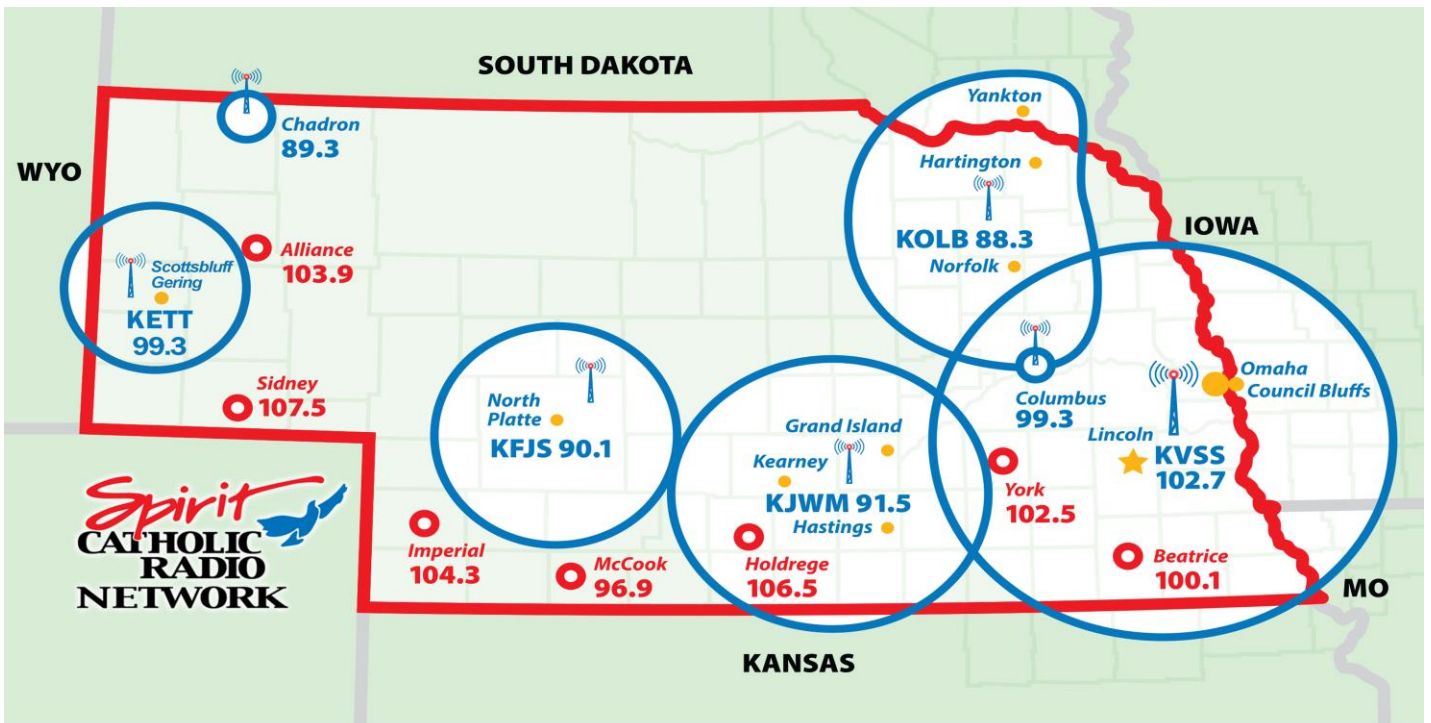 SOUTH DAKOTA
Yankton
Chadron
89.3
WYO
Hartington
IOWA
KOLB 88.3
Norfolk
Alliance
103.9
Scottsbluff
Gering
KETT
99.3
Sidney
107.5
North
Platte
KFJS 90.1
Omaha
Council Bluffs
Columbus
99.3
Lincoln
KVSS
102.7
Grand Island
Kearney
KJWM 91.5
Hastings
York
102.5
Imperial
104.3
McCook
96.9
Holdrege
106.5
Beatrice
100.1
MO
KANSAS
Spirit
CATHOLIC
RADIO
NETWORK